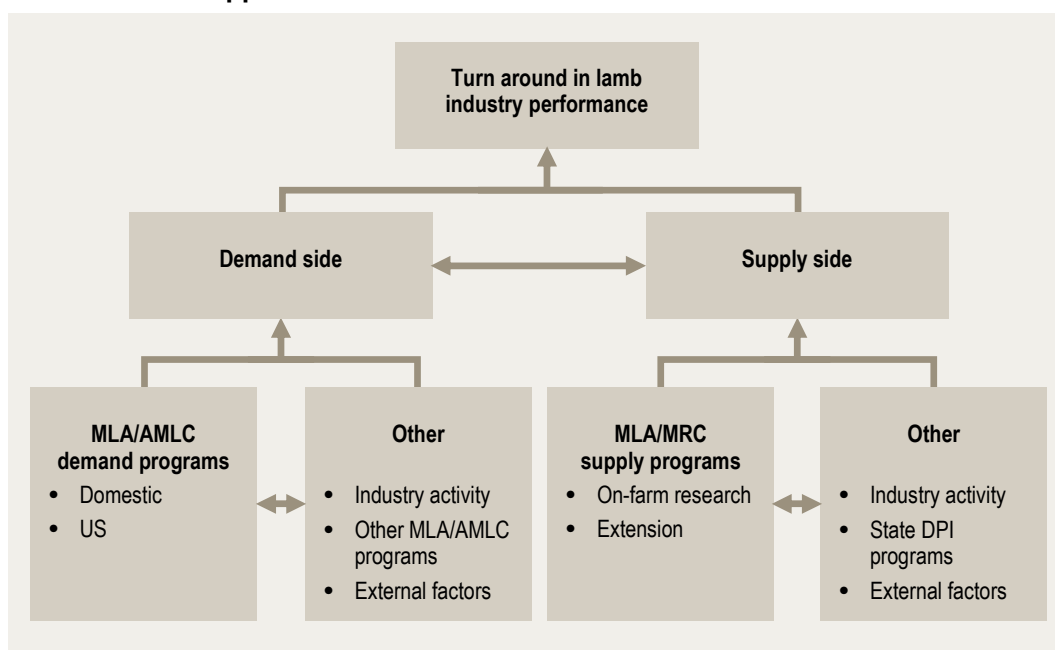 Turn around in lamb
industry performance
Demand side
Supply side
MLA/AMLC
demand programs
• Domestic
• US
Other
• Industry activity
• Other MLA/AMLC
programs
• External factors
MLA/MRC
supply programs
• On-farm research
• Extension
Other
• Industry activity
• State DPI
programs
• External factors